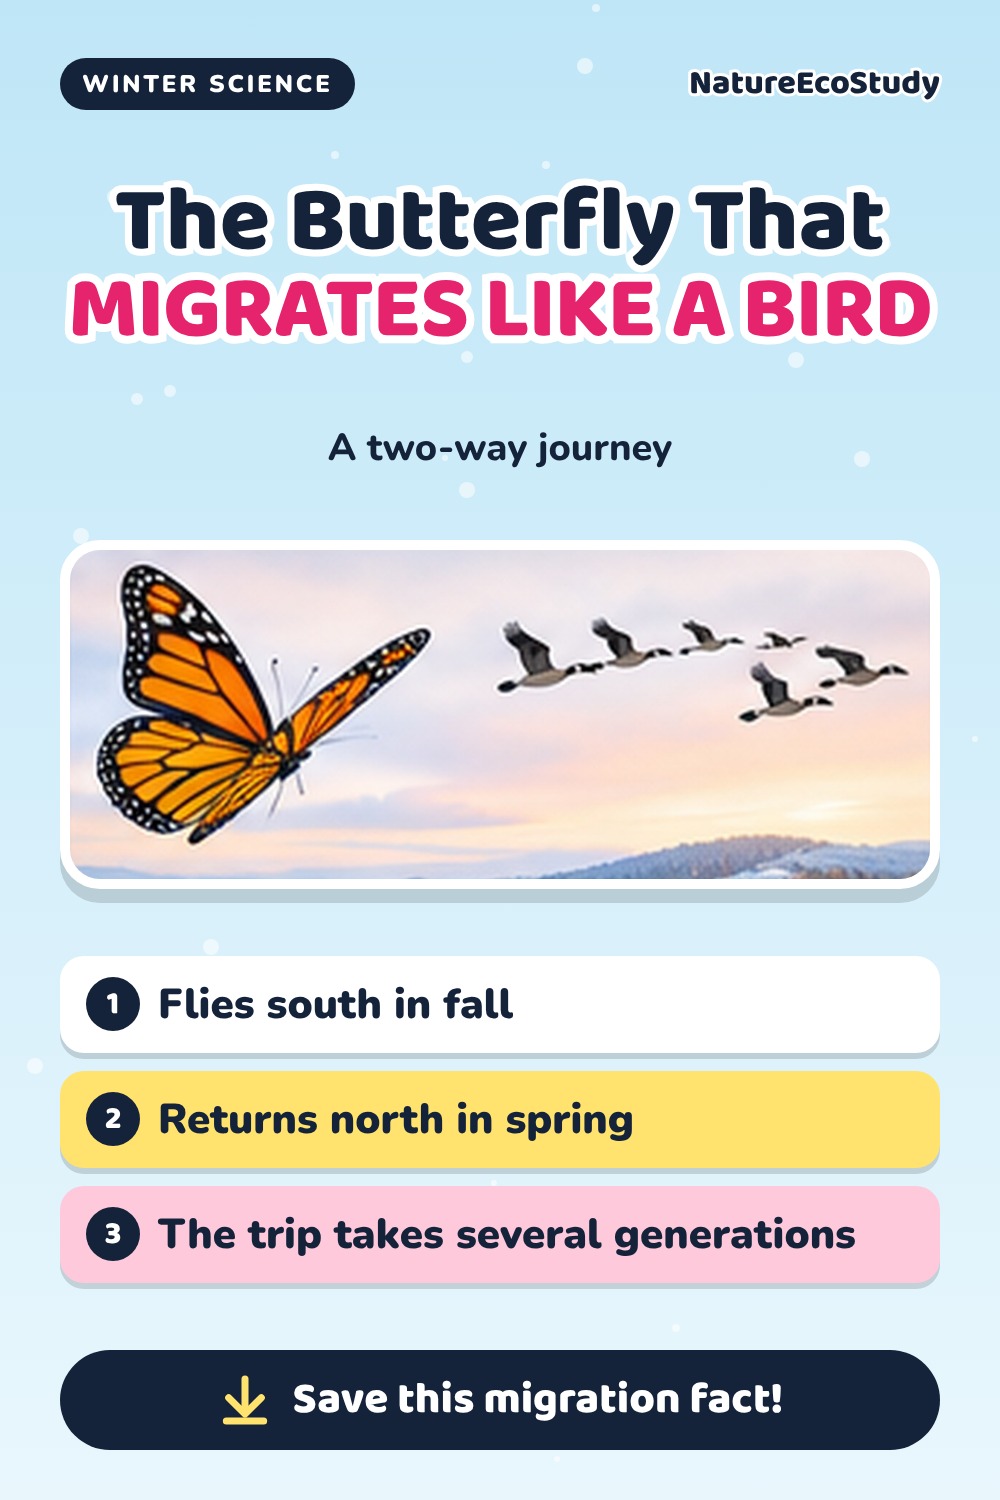 WINTER SCIENCE
NatureEcoStudy
The Butterfly That
MIGRATES LIKE A BIRD
A two-way journey
1 Flies south in fall
2 Returns north in spring
3 The trip takes several generations
Save this migration fact!